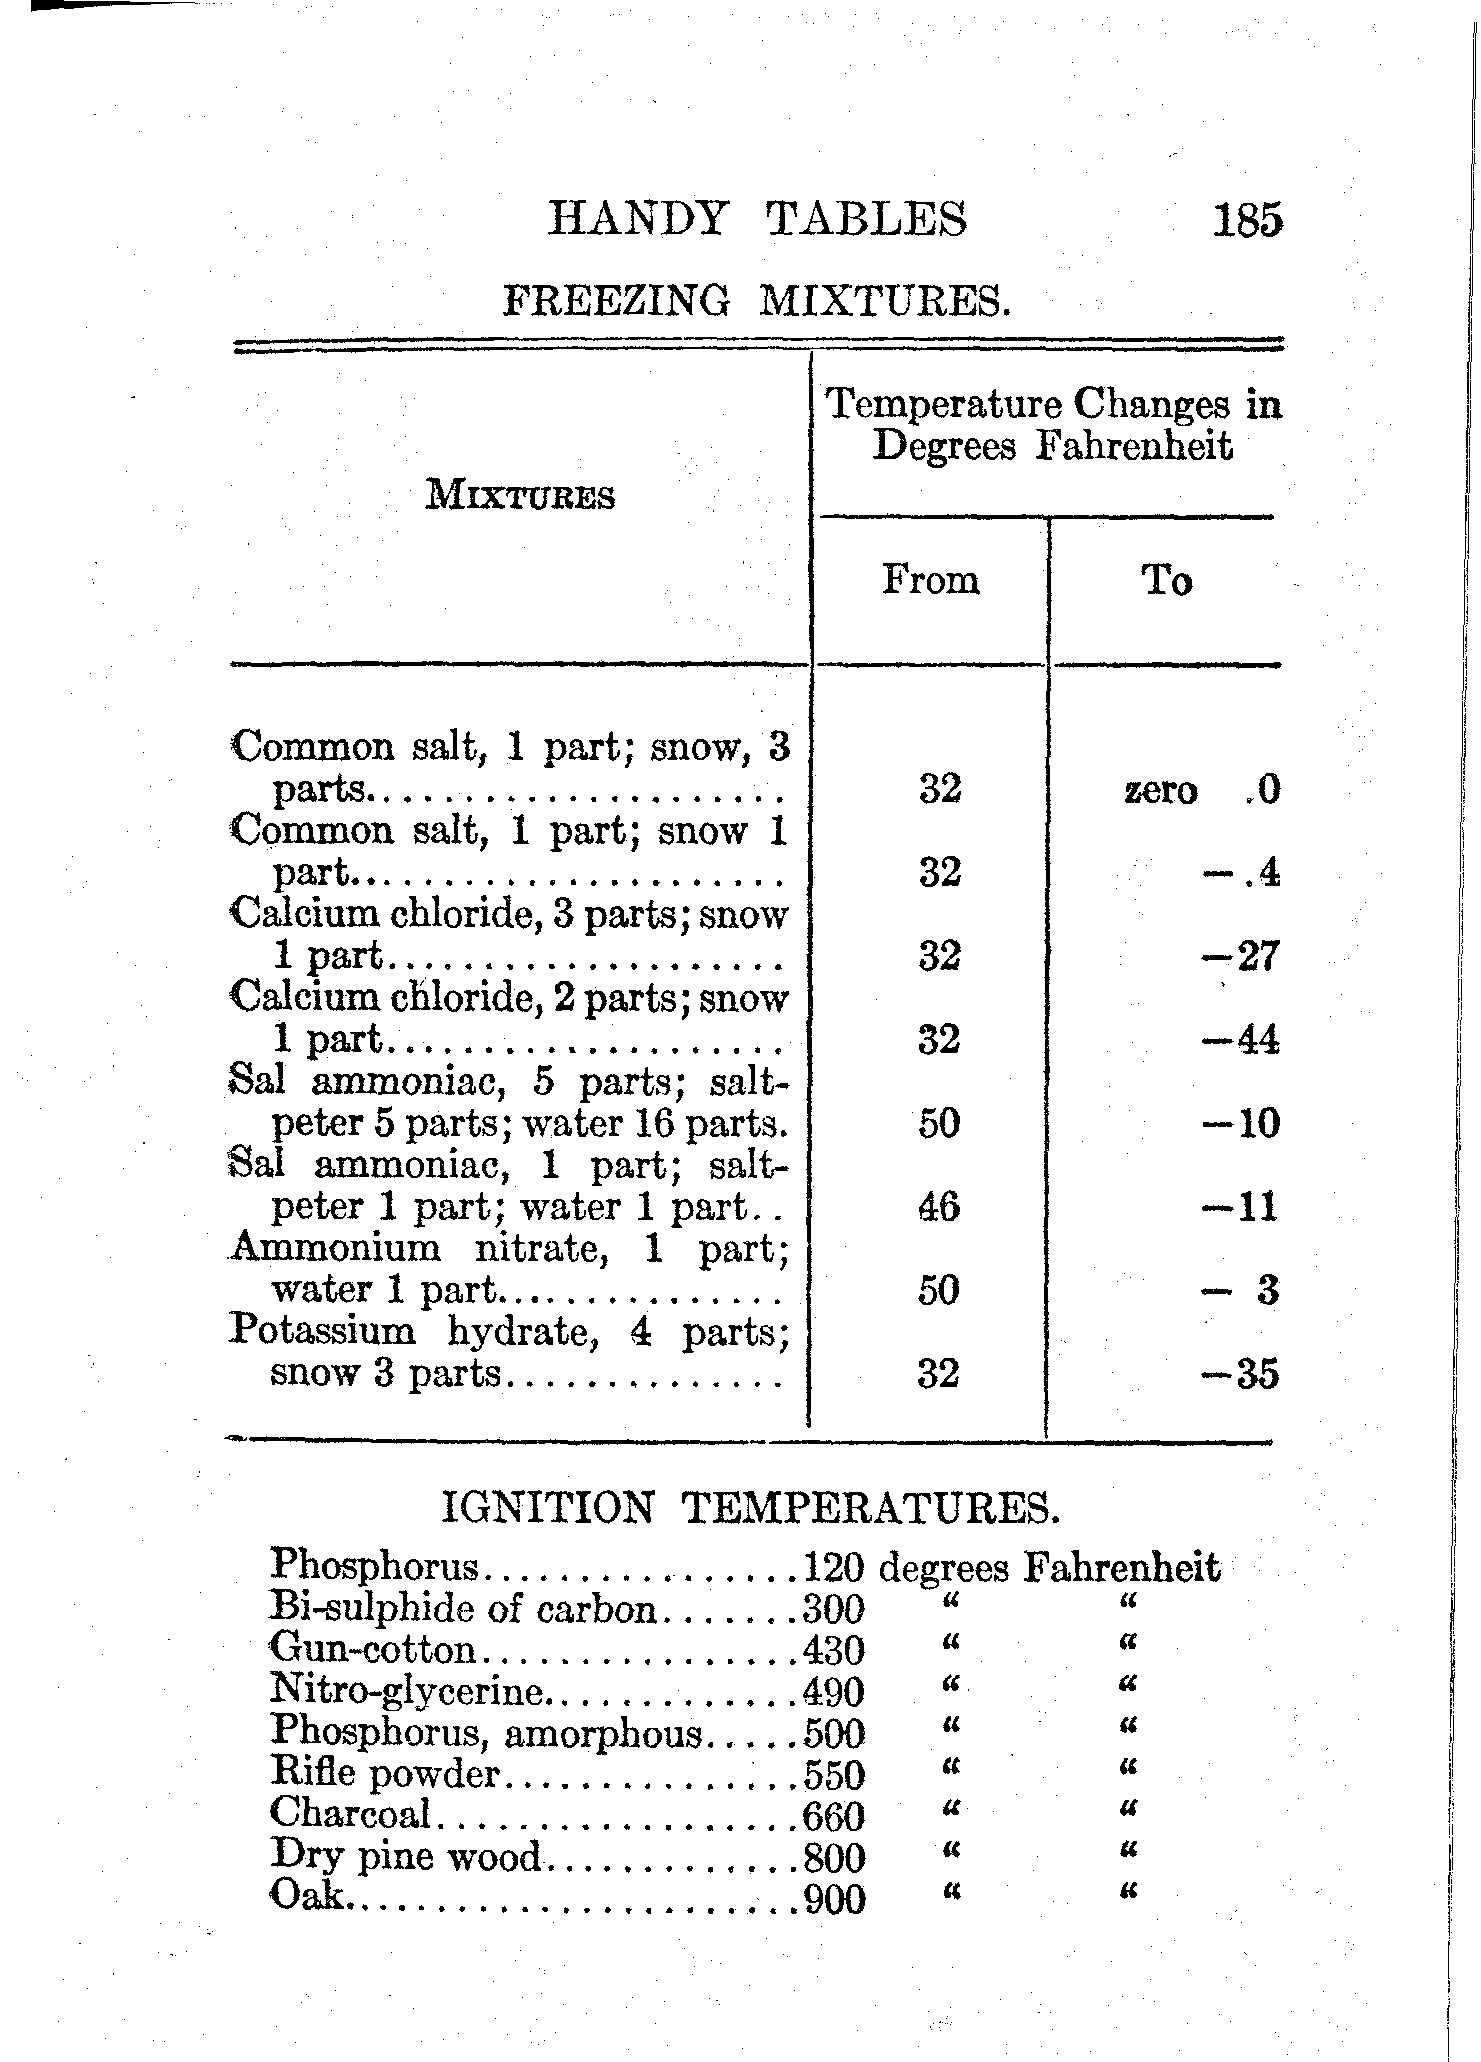 HANDY TABLES 185
FREEZING MIXTURES.
MIXTURES
Temperature Changes in
Degrees Fahrenheit
From To
Common salt, 1 part; snow, 3
parts..................... 32 zero .0
Common salt, 1 part; snow 1
part...................... 32 − .4
Calcium chloride, 3 parts; snow
1 part.................... 32 −27
Calcium chloride, 2 parts; snow
1 part.................... 32 −44
Sal ammoniac, 5 parts; salt-
peter 5 parts; water 16 parts. 50 −10
Sal ammoniac, 1 part; salt-
peter 1 part; water 1 part.. 46 −11
Ammonium nitrate, 1 part;
water 1 part............... 50 − 3
Potassium hydrate, 4 parts;
snow 3 parts.............. 32 −35
IGNITION TEMPERATURES.
Phosphorus................120 degrees Fahrenheit
Bi-sulphide of carbon.......300 “ “
Gun-cotton................430 “ “
Nitro-glycerine.............490 “ “
Phosphorus, amorphous.....500 “ “
Rifle powder...............550 “ “
Charcoal...................660 “ “
Dry pine wood.............800 “ “
Oak.......................900 “ “